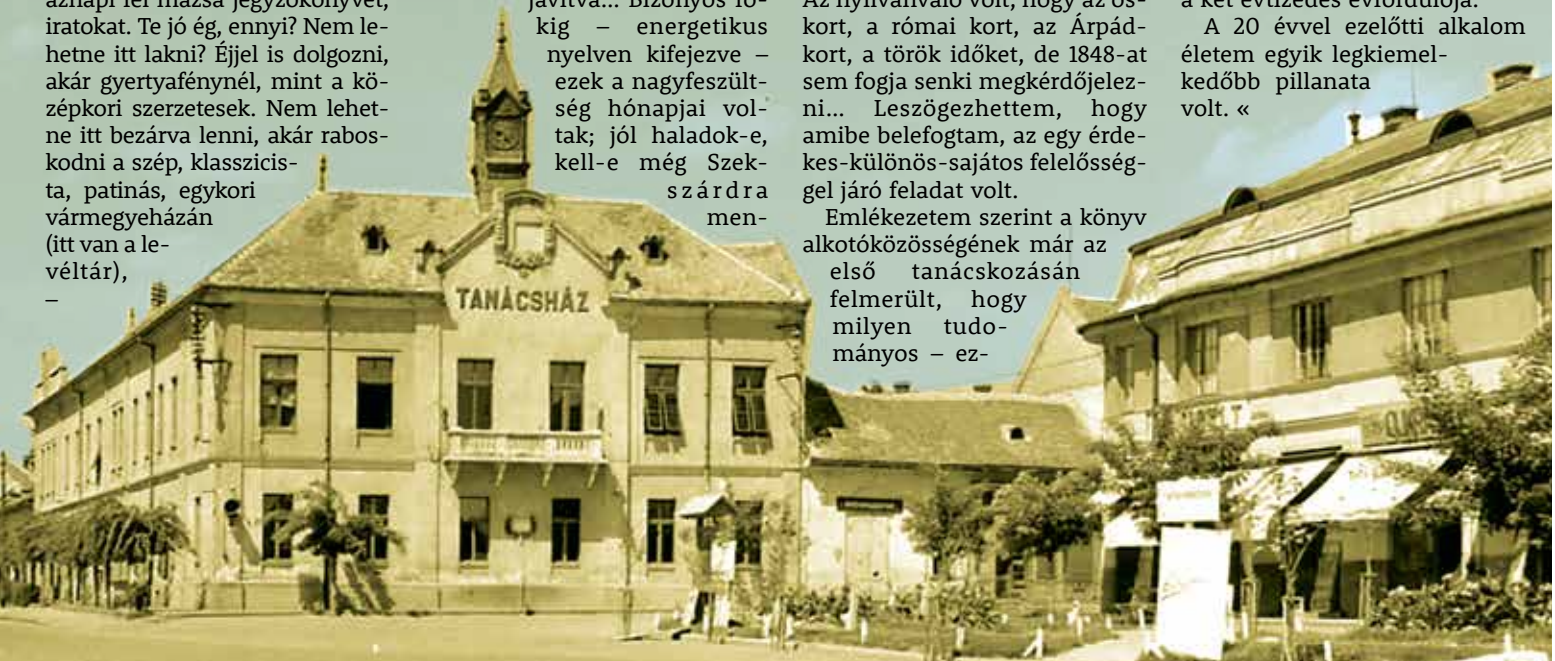 aznapi fél mázsa jegyzőkönyvet,
iratokat. Te jó ég, ennyi? Nem le-
hetne itt lakni? Éjjel is dolgozni,
akár gyertyafénynél, mint a kö-
zépkori szerzetesek. Nem lehet-
ne itt bezárva lenni, akár rabos-
kodni a szép, klasszicis-
ta, patinás, egykori
vármegyeházán
(itt van a le-
véltár),
–
javítva... Bizonyos fo-
kig – energetikus
nyelven kifejezve –
ezek a nagyfeszült-
ség hónapjai vol-
tak; jól haladok-e,
kell-e még Szek-
szárdra
men-
Az nyilvánvaló volt, hogy az ős-
kort, a római kort, az Árpád-
kort, a török időket, de 1848-at
sem fogja senki megkérdőjelez-
ni... Leszögezhettem, hogy
amibe belefogtam, az egy érde-
kes-különös-sajátos felelősség-
gel járó feladat volt.
Emlékezetem szerint a könyv
alkotóközösségének már az
első tanácskozásán
felmerült, hogy
milyen tudo-
mányos – ez-
a két évtizedes évfordulója.
A 20 évvel ezelőtti alkalom
életem egyik legkiemel-
kedőbb pillanata
volt. «
TANÁCSHÁZ